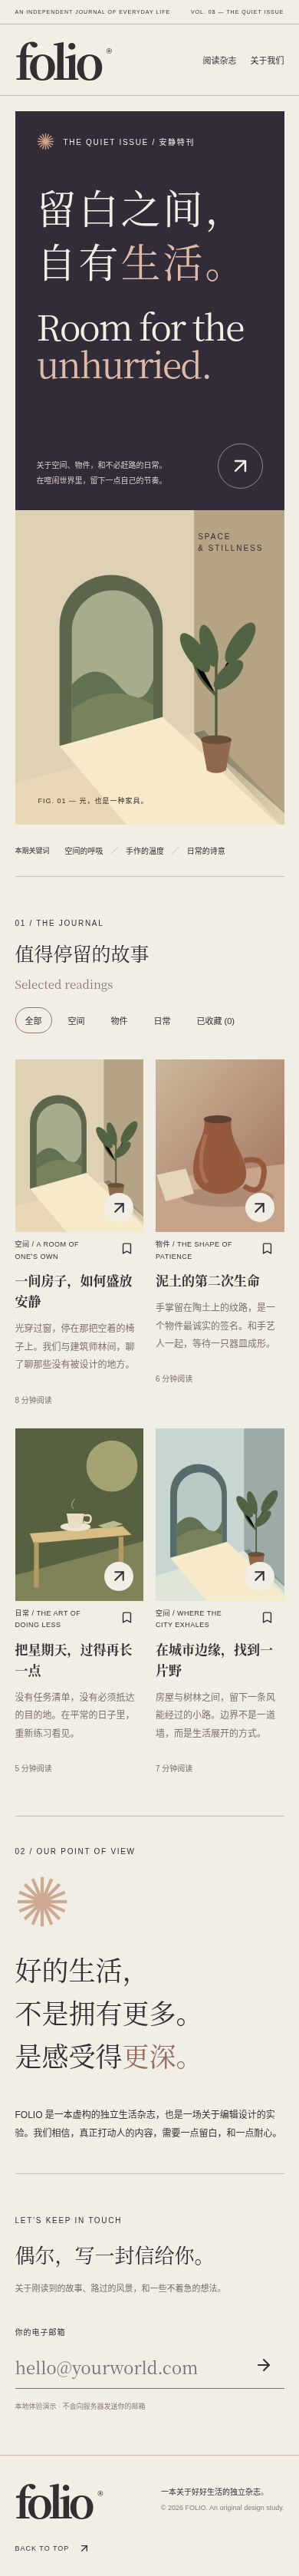 AN INDEPENDENT JOURNAL OF EVERYDAY LIFE
VOL. 08 — THE QUIET ISSUE
folio®
阅读杂志 关于我们
THE QUIET ISSUE / 安静特刊
留白之间，
自有生活。
Room for the
unhurried.
关于空间、物件，和不必赶路的日常。
在喧闹世界里，留下一点自己的节奏。
SPACE
& STILLNESS
FIG. 01 — 光，也是一种家具。
本期关键词 空间的呼吸 ／ 手作的温度 ／ 日常的诗意
01 / THE JOURNAL
值得停留的故事
Selected readings
全部 空间 物件 日常 已收藏 (0)
空间 / A ROOM OF
ONE'S OWN
一间房子，如何盛放
安静
光穿过窗，停在那把空着的椅
子上。我们与建筑师林间，聊
了聊那些没有被设计的地方。
8 分钟阅读
物件 / THE SHAPE OF
PATIENCE
泥土的第二次生命
手掌留在陶土上的纹路，是一
个物件最诚实的签名。和手艺
人一起，等待一只器皿成形。
6 分钟阅读
日常 / THE ART OF
DOING LESS
把星期天，过得再长
一点
没有任务清单，没有必须抵达
的目的地。在平常的日子里，
重新练习看见。
5 分钟阅读
空间 / WHERE THE
CITY EXHALES
在城市边缘，找到一
片野
房屋与树林之间，留下一条风
能经过的小路。边界不是一道
墙，而是生活展开的方式。
7 分钟阅读
02 / OUR POINT OF VIEW
好的生活，
不是拥有更多。
是感受得更深。
FOLIO 是一本虚构的独立生活杂志，也是一场关于编辑设计的实
验。我们相信，真正打动人的内容，需要一点留白，和一点耐心。
LET'S KEEP IN TOUCH
偶尔，写一封信给你。
关于刚读到的故事、路过的风景，和一些不着急的想法。
你的电子邮箱
hello@yourworld.com
本地体验演示 · 不会向服务器发送你的邮箱
folio®
一本关于好好生活的独立杂志。
© 2026 FOLIO. An original design study.
BACK TO TOP